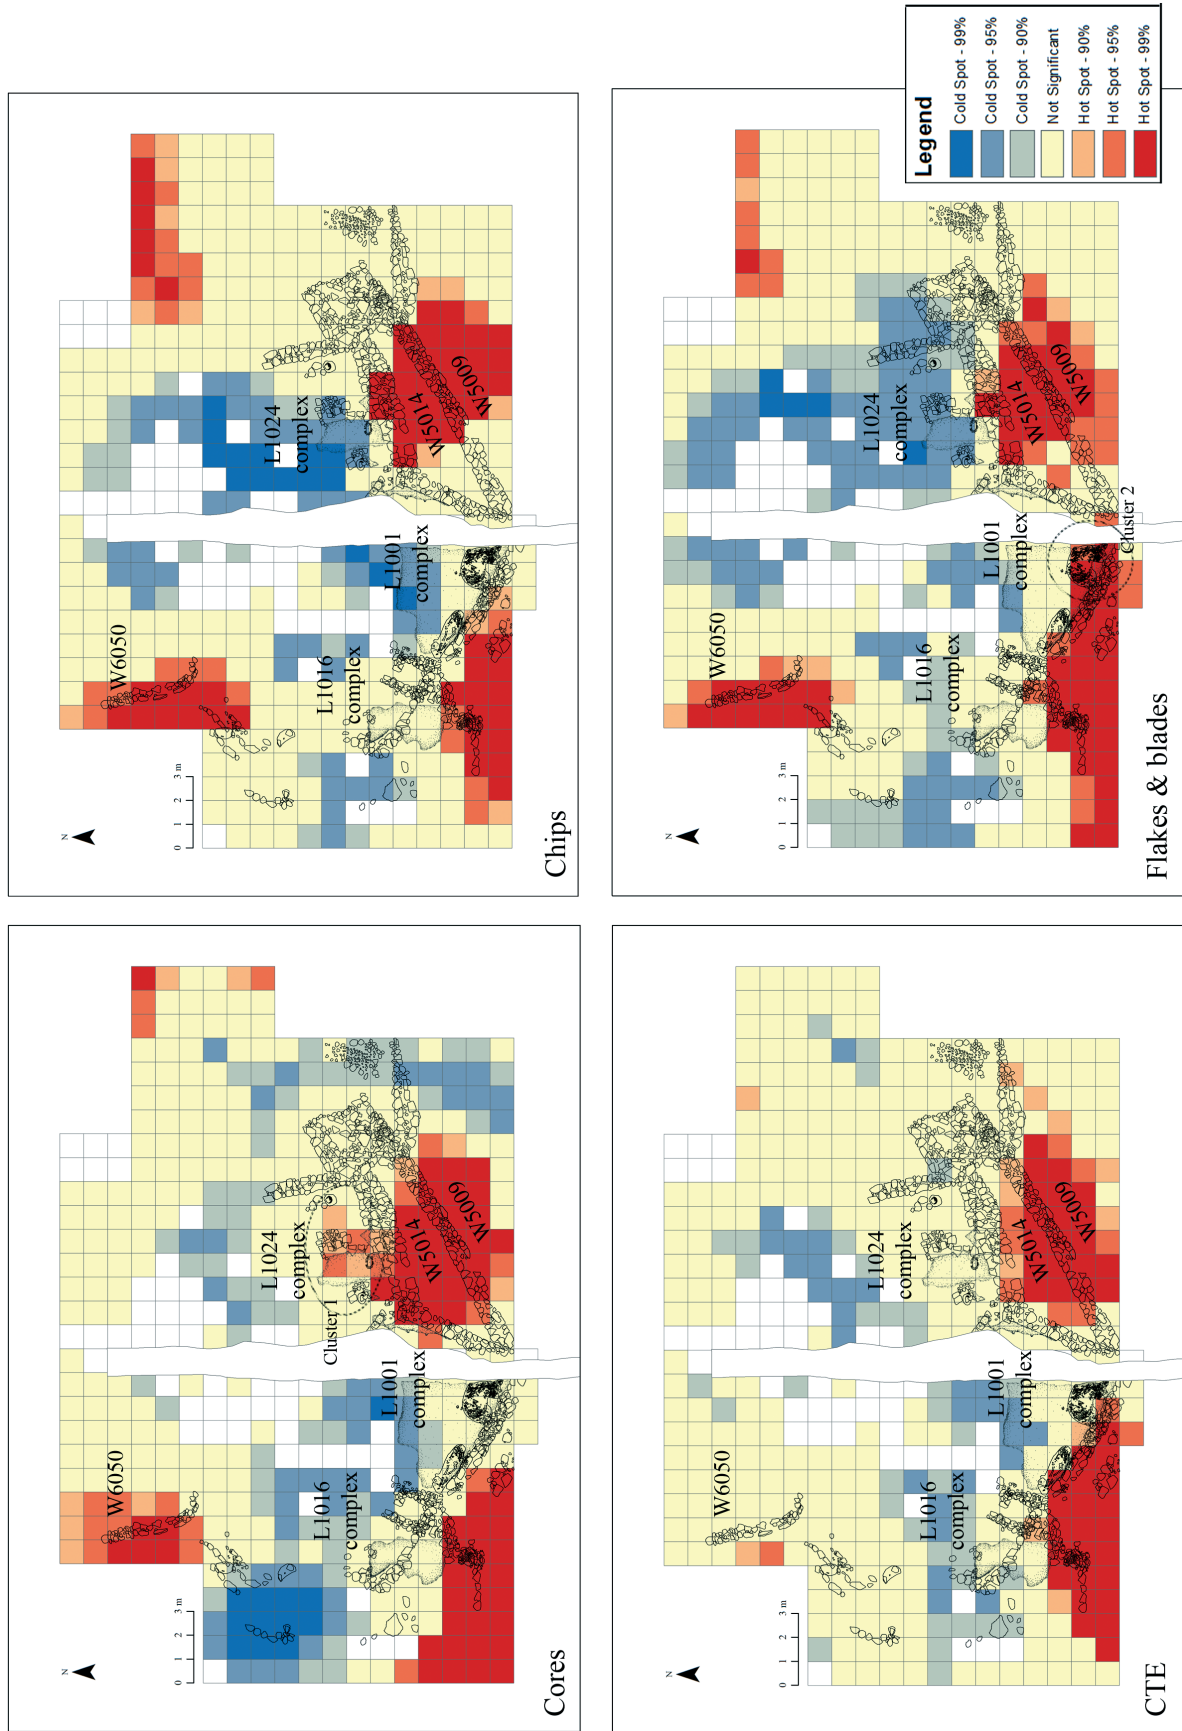 N
0 1 2 3 m
W6050
L1016
complex
L1001
complex
Cluster 1
L1024
complex
W5014
W5009
Cores
N
0 1 2 3 m
W6050
L1016
complex
L1001
complex
L1024
complex
W5014
W5009
Chips
N
0 1 2 3 m
W6050
L1016
complex
L1001
complex
L1024
complex
W5014
W5009
CTE
N
0 1 2 3 m
W6050
L1016
complex
L1001
complex
Cluster 2
L1024
complex
W5014
W5009
Flakes & blades
Legend
Cold Spot - 99%
Cold Spot - 95%
Cold Spot - 90%
Not Significant
Hot Spot - 90%
Hot Spot - 95%
Hot Spot - 99%